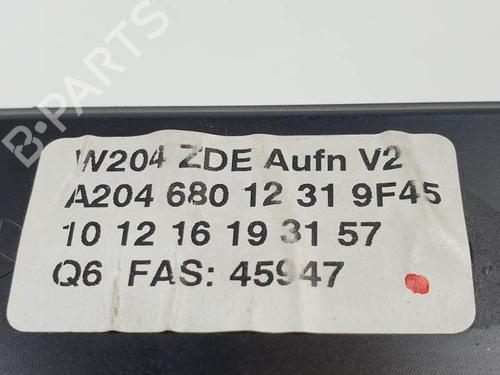 W204 ZDE Aufn V2
A204 680 12 31 9F45
10 12 16 19 31 57
Q6 FAS: 45947
B-PARTS